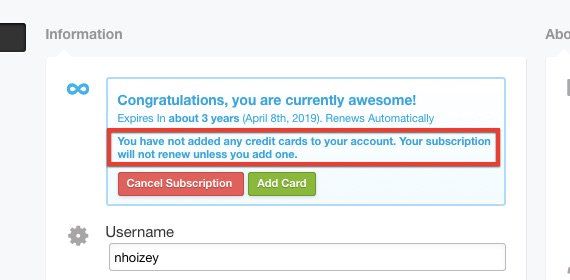 Information
Abo
Congratulations, you are currently awesome!
Expires In about 3 years (April 8th, 2019). Renews Automatically
You have not added any credit cards to your account. Your subscription
will not renew unless you add one.
Cancel Subscription
Add Card
Username
nhoizey